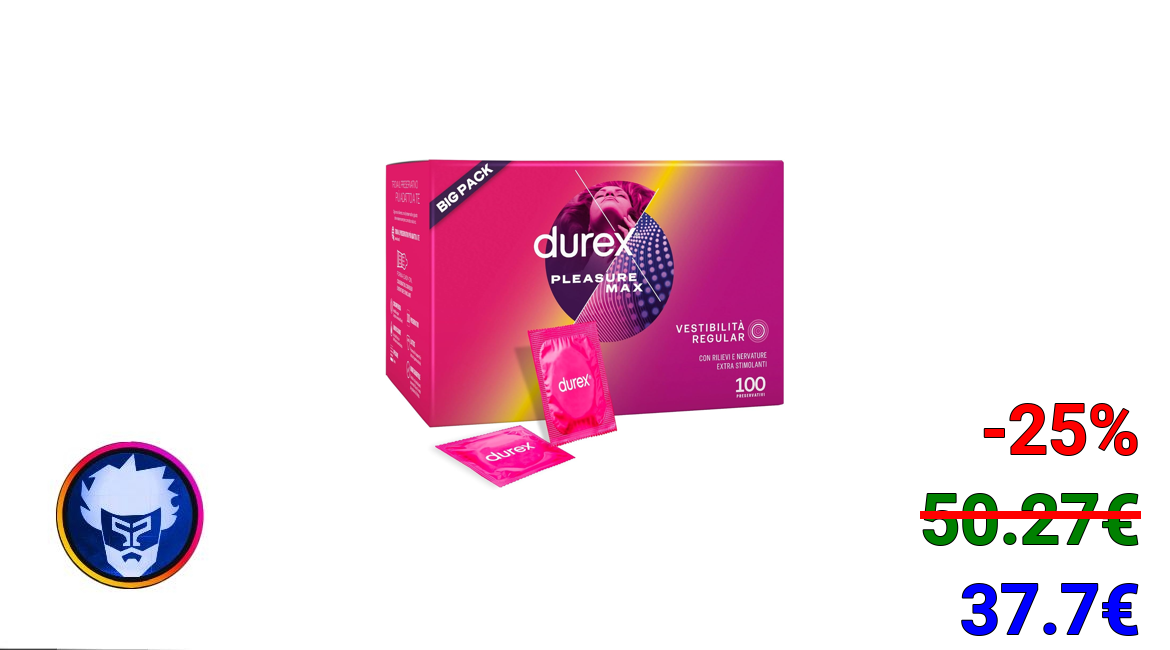 BIG PACK
durex
PLEASURE
MAX
VESTIBILITÀ
REGULAR
CON RILIEVI E NERVATURE
EXTRA STIMOLANTI
100
PRESERVATIVI
durex
durex
-25%
50.27€
37.7€